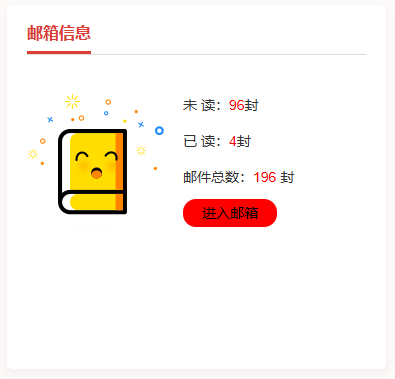 邮箱信息
未 读：96封
已 读：4封
邮件总数：196 封
进入邮箱